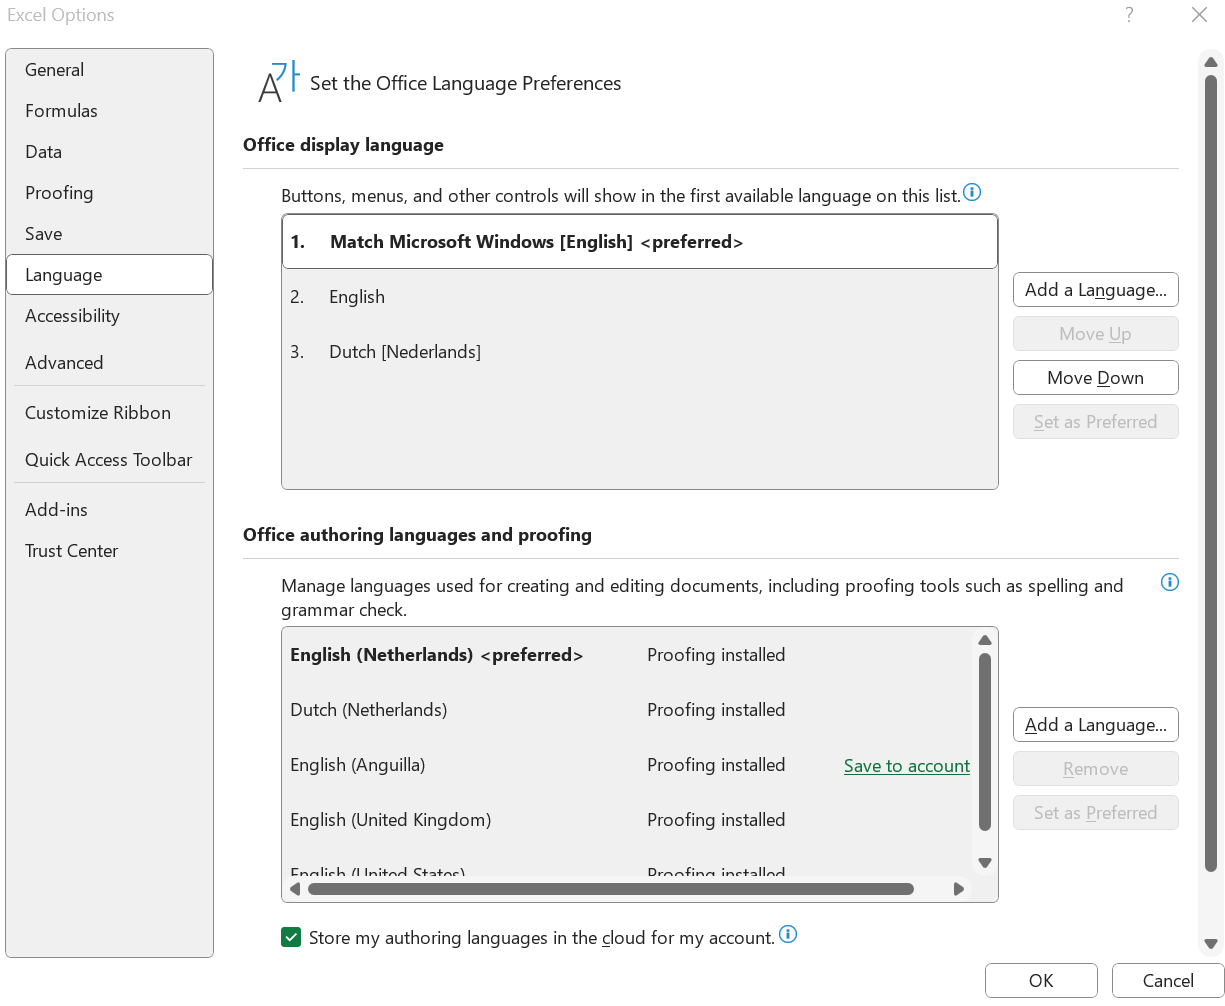 Excel Options
?
General
Formulas
Data
Proofing
Save
Language
Accessibility
Advanced
Customize Ribbon
Quick Access Toolbar
Add-ins
Trust Center
Set the Office Language Preferences
Office display language
Buttons, menus, and other controls will show in the first available language on this list.
1. Match Microsoft Windows [English] <preferred>
2. English
3. Dutch [Nederlands]
Add a Language...
Move Up
Move Down
Set as Preferred
Office authoring languages and proofing
Manage languages used for creating and editing documents, including proofing tools such as spelling and
grammar check.
English (Netherlands) <preferred> Proofing installed
Dutch (Netherlands) Proofing installed
English (Anguilla) Proofing installed Save to account
English (United Kingdom) Proofing installed
English (United States) Proofing installed
Add a Language...
Remove
Set as Preferred
Store my authoring languages in the cloud for my account.
OK
Cancel